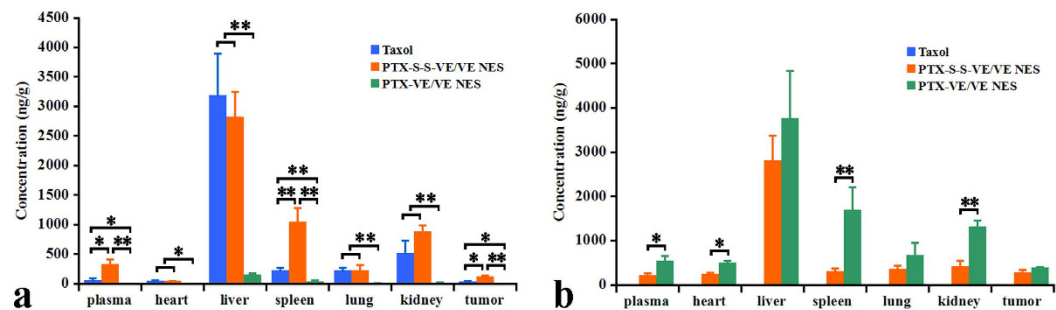 4500
4000
3500
3000
2500
2000
1500
1000
500
0
Concentration (ng/g)
Taxol
PTX-S-S-VE/VE NES
PTX-VE/VE NES
* ** *
*
* **
**
**
** **
**
**
*
* **
plasma heart liver spleen lung kidney tumor
a
6000
5000
4000
3000
2000
1000
0
Concentration (ng/g)
Taxol
PTX-S-S-VE/VE NES
PTX-VE/VE NES
*
*
**
**
plasma heart liver spleen lung kidney tumor
b